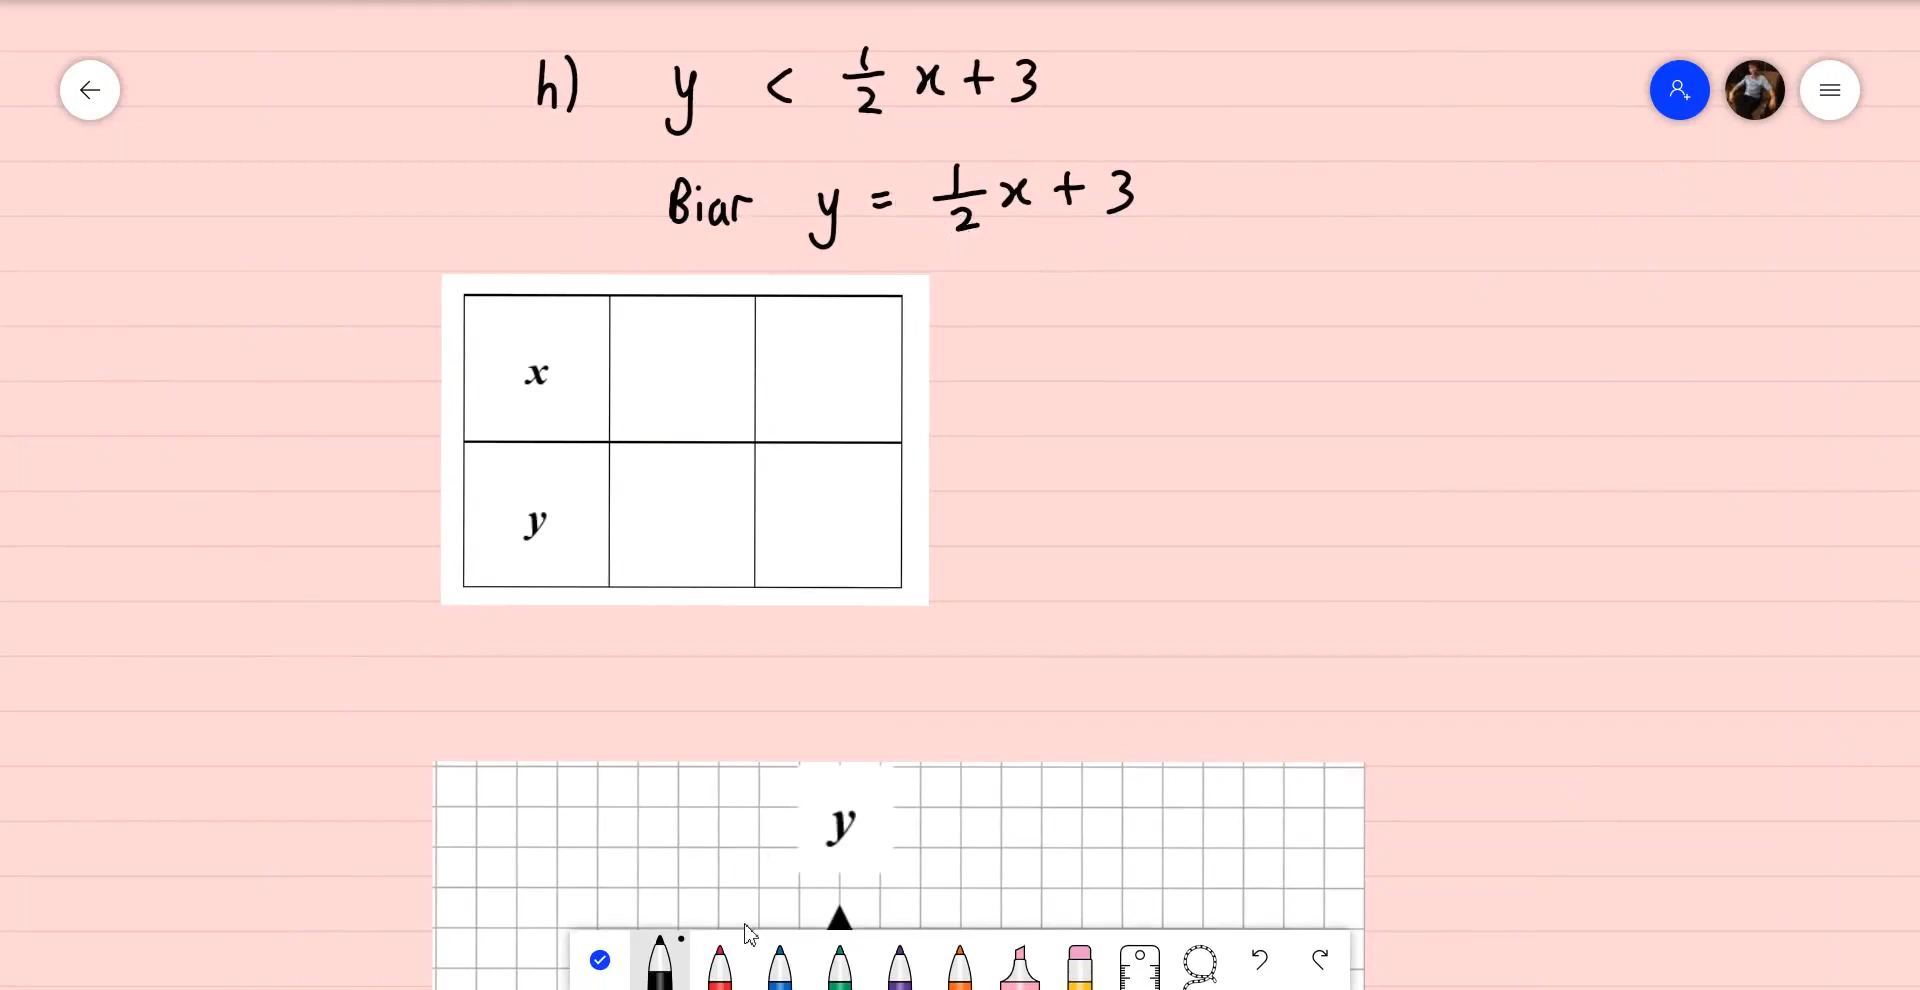 h) y < 1/2 x + 3
Biar y = 1/2 x + 3
x
y
y